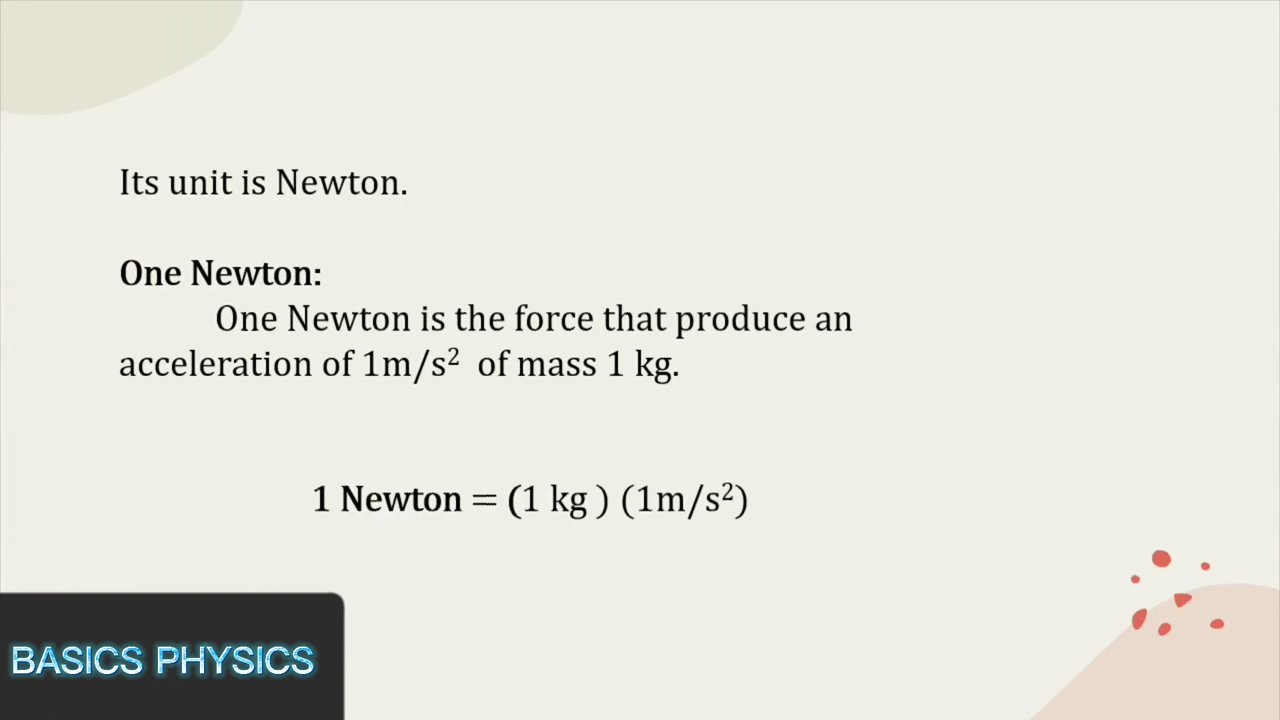 Its unit is Newton.
One Newton:
One Newton is the force that produce an
acceleration of 1m/s² of mass 1 kg.
1 Newton = (1 kg ) (1m/s²)
BASICS PHYSICS